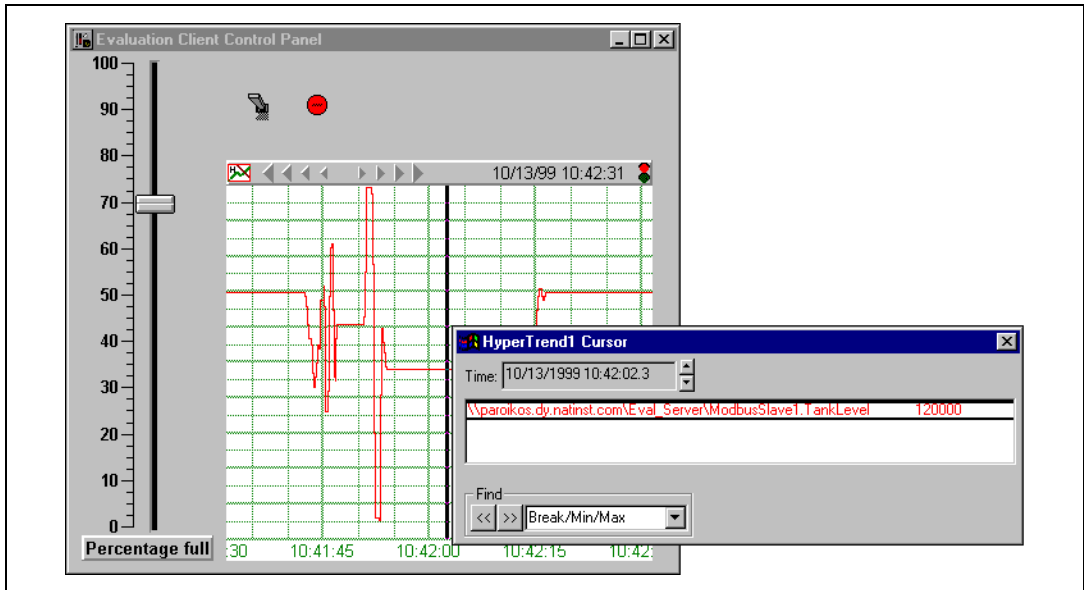 Evaluation Client Control Panel
100
90
80
70
60
50
40
30
20
10
0
Percentage full
H
10/13/99 10:42:31
:30 10:41:45 10:42:00 10:42:15 10:42:
HyperTrend1 Cursor
Time: 10/13/1999 10:42:02.3
\\paroikos.dy.natinst.com\Eval_Server\ModbusSlave1.TankLevel 120000
Find
<< >> Break/Min/Max